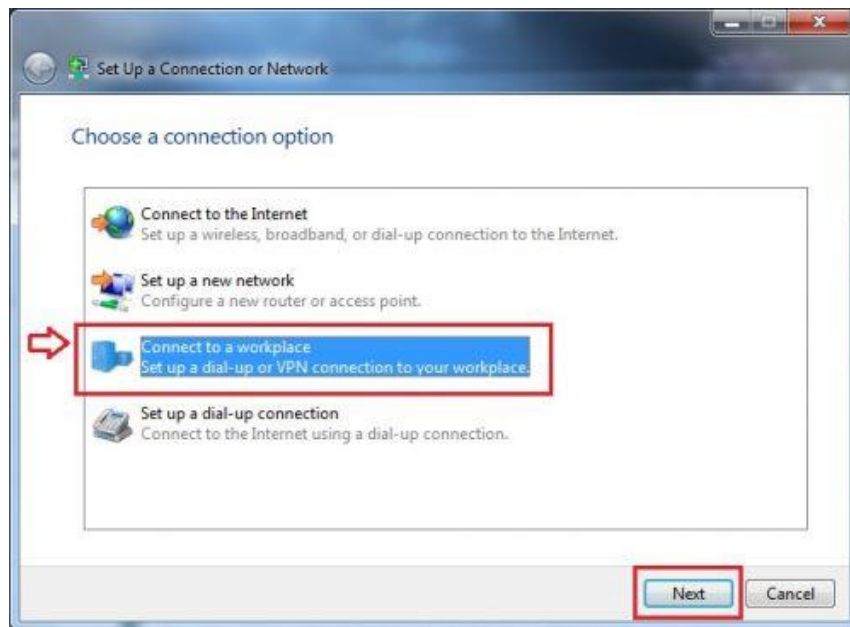 Set Up a Connection or Network
Choose a connection option
Connect to the Internet
Set up a wireless, broadband, or dial-up connection to the Internet.
Set up a new network
Configure a new router or access point.
Connect to a workplace
Set up a dial-up or VPN connection to your workplace.
Set up a dial-up connection
Connect to the Internet using a dial-up connection.
Next
Cancel